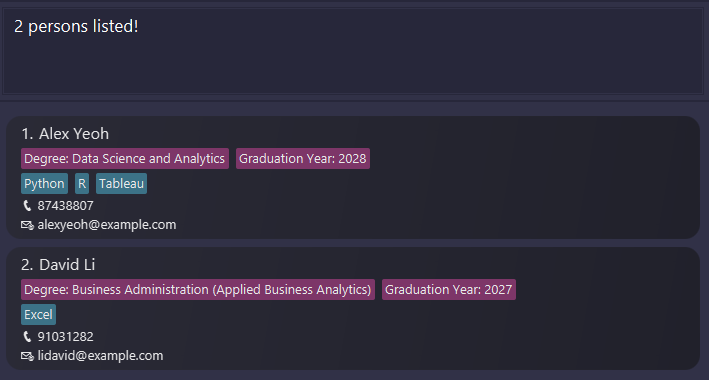 2 persons listed!
1. Alex Yeoh
Degree: Data Science and Analytics Graduation Year: 2028
Python R Tableau
87438807
alexyeoh@example.com
2. David Li
Degree: Business Administration (Applied Business Analytics) Graduation Year: 2027
Excel
91031282
lidavid@example.com